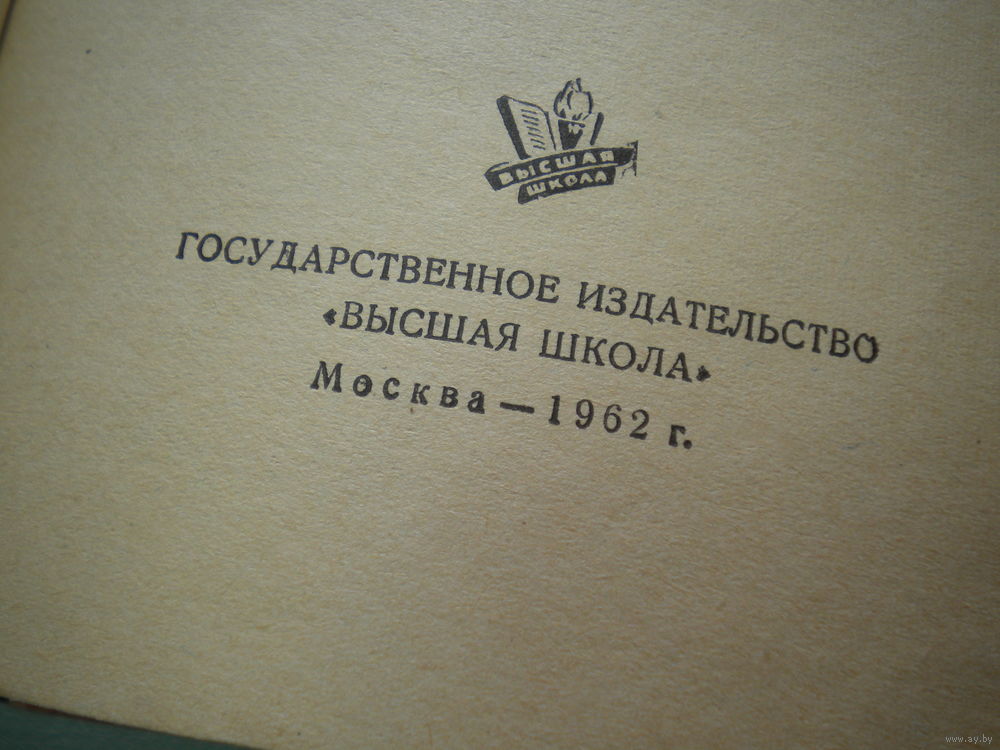 ВЫСШАЯ
ШКОЛА
ГОСУДАРСТВЕННОЕ ИЗДАТЕЛЬСТВО
«ВЫСШАЯ ШКОЛА»
Москва — 1962 г.
www.ay.by